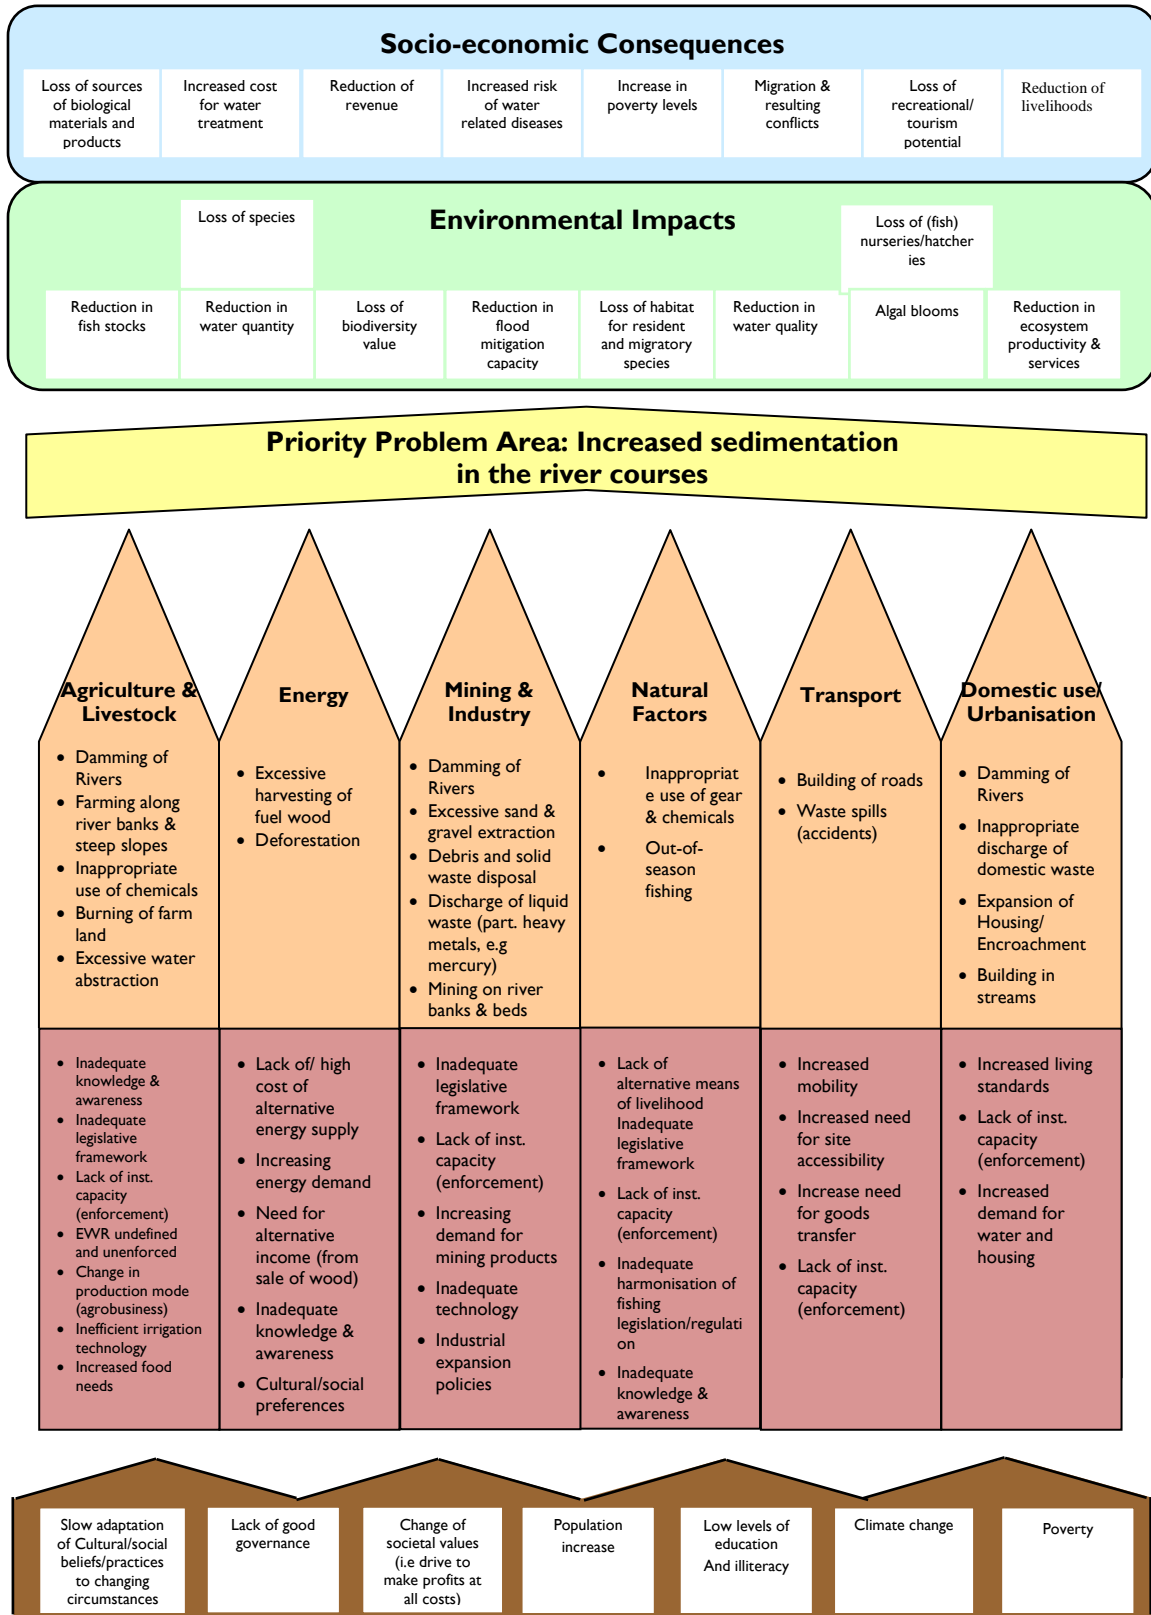 Socio-economic Consequences
Loss of sources
of biological
materials and
products
Increased cost
for water
treatment
Reduction of
revenue
Increased risk
of water
related diseases
Increase in
poverty levels
Migration &
resulting
conflicts
Loss of
recreational/
tourism
potential
Reduction of
livelihoods
Environmental Impacts
Loss of species
Loss of (fish)
nurseries/hatcher
ies
Reduction in
fish stocks
Reduction in
water quantity
Loss of
biodiversity
value
Reduction in
flood
mitigation
capacity
Loss of habitat
for resident
and migratory
species
Reduction in
water quality
Algal blooms
Reduction in
ecosystem
productivity &
services
Priority Problem Area: Increased sedimentation
in the river courses
Agriculture &
Livestock
• Damming of
Rivers
• Farming along
river banks &
steep slopes
• Inappropriate
use of chemicals
• Burning of farm
land
• Excessive water
abstraction
Energy
• Excessive
harvesting of
fuel wood
• Deforestation
Mining &
Industry
• Damming of
Rivers
• Excessive sand &
gravel extraction
• Debris and solid
waste disposal
• Discharge of liquid
waste (part. heavy
metals, e.g
mercury)
• Mining on river
banks & beds
Natural
Factors
• Inappropriat
e use of gear
& chemicals
• Out-of-
season
fishing
Transport
• Building of roads
• Waste spills
(accidents)
Domestic use/
Urbanisation
• Damming of
Rivers
• Inappropriate
discharge of
domestic waste
• Expansion of
Housing/
Encroachment
• Building in
streams
• Inadequate
knowledge &
awareness
• Inadequate
legislative
framework
• Lack of inst.
capacity
(enforcement)
• EWR undefined
and unenforced
• Change in
production mode
(agrobusiness)
• Inefficient irrigation
technology
• Increased food
needs
• Lack of/ high
cost of
alternative
energy supply
• Increasing
energy demand
• Need for
alternative
income (from
sale of wood)
• Inadequate
knowledge &
awareness
• Cultural/social
preferences
• Inadequate
legislative
framework
• Lack of inst.
capacity
(enforcement)
• Increasing
demand for
mining products
• Inadequate
technology
• Industrial
expansion
policies
• Lack of
alternative means
of livelihood
Inadequate
legislative
framework
• Lack of inst.
capacity
(enforcement)
• Inadequate
harmonisation of
fishing
legislation/regulati
on
• Inadequate
knowledge &
awareness
• Increased
mobility
• Increased need
for site
accessibility
• Increase need
for goods
transfer
• Lack of inst.
capacity
(enforcement)
• Increased living
standards
• Lack of inst.
capacity
(enforcement)
• Increased
demand for
water and
housing
Slow adaptation
of Cultural/social
beliefs/practices
to changing
circumstances
Lack of good
governance
Change of
societal values
(i.e drive to
make profits at
all costs)
Population
increase
Low levels of
education
And illiteracy
Climate change
Poverty